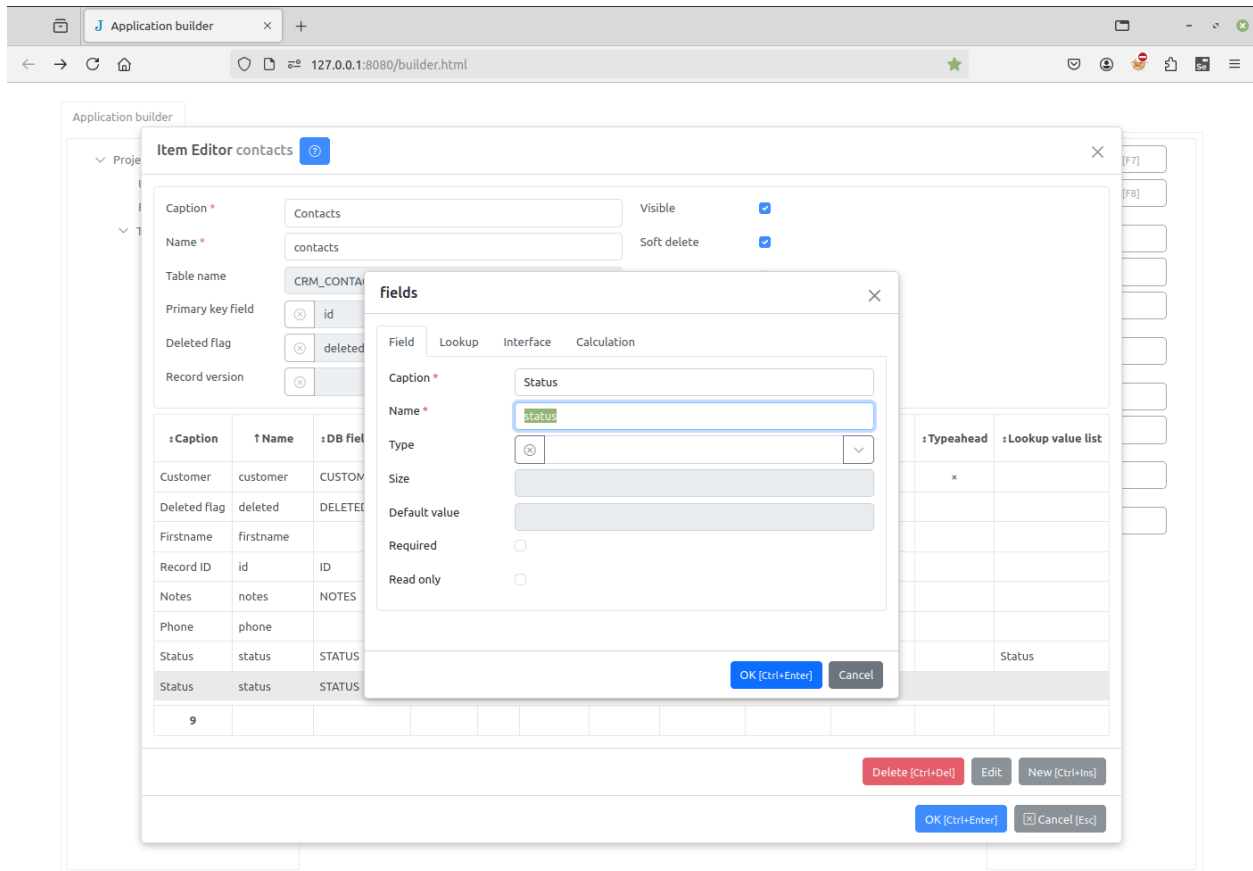 Application builder
127.0.0.1:8080/builder.html
Application builder
Item Editor contacts
[F7]
[F8]
Caption *
Contacts
Visible
Name *
contacts
Soft delete
Table name
Primary key field
id
Deleted flag
deleted
Record version
fields
Field Lookup Interface Calculation
Caption *
Status
Name *
status
Type
Size
Default value
Required
Read only
OK [Ctrl+Enter] Cancel
Caption Name DB Typeahead Lookup value list
Customer customer
Deleted flag deleted
Firstname firstname
Record ID id ID
Notes notes NOTES
Phone phone
Status status STATUS Status
Status status STATUS
9
Delete [Ctrl+Del] Edit New [Ctrl+Ins]
OK [Ctrl+Enter] Cancel [Esc]